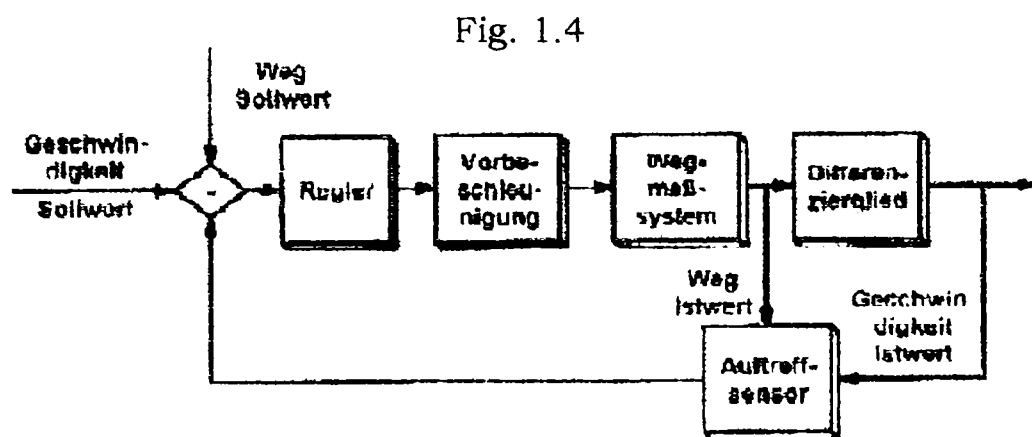 Fig. 1.4
Weg
Sollwert
Geschwin-
digkeit
Sollwert
-
Regler
Vorbe-
schleu-
nigung
Weg-
maß-
system
Differen-
zierglied
Weg
Istwert
Geschwin
digkeit
Istwert
Auftreff-
sensor